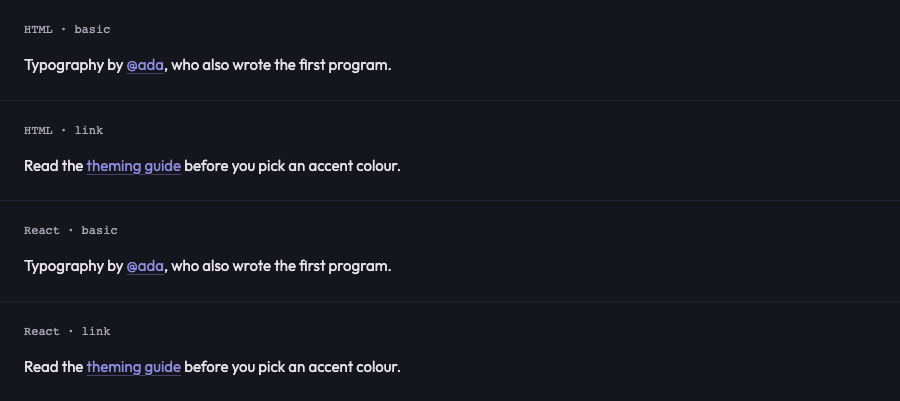 HTML · basic
Typography by @ada, who also wrote the first program.
HTML · link
Read the theming guide before you pick an accent colour.
React · basic
Typography by @ada, who also wrote the first program.
React · link
Read the theming guide before you pick an accent colour.